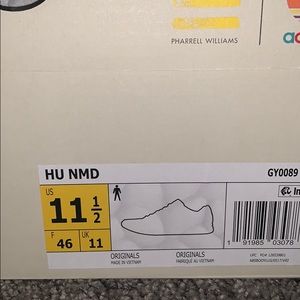 PHARRELL WILLIAMS
HU NMD
GY0089
US
11 1/2
F
46
UK
11
ORIGINALS
MADE IN VIETNAM
ORIGINALS
FABRIQUÉ AU VIETNAM
1 91985 03078